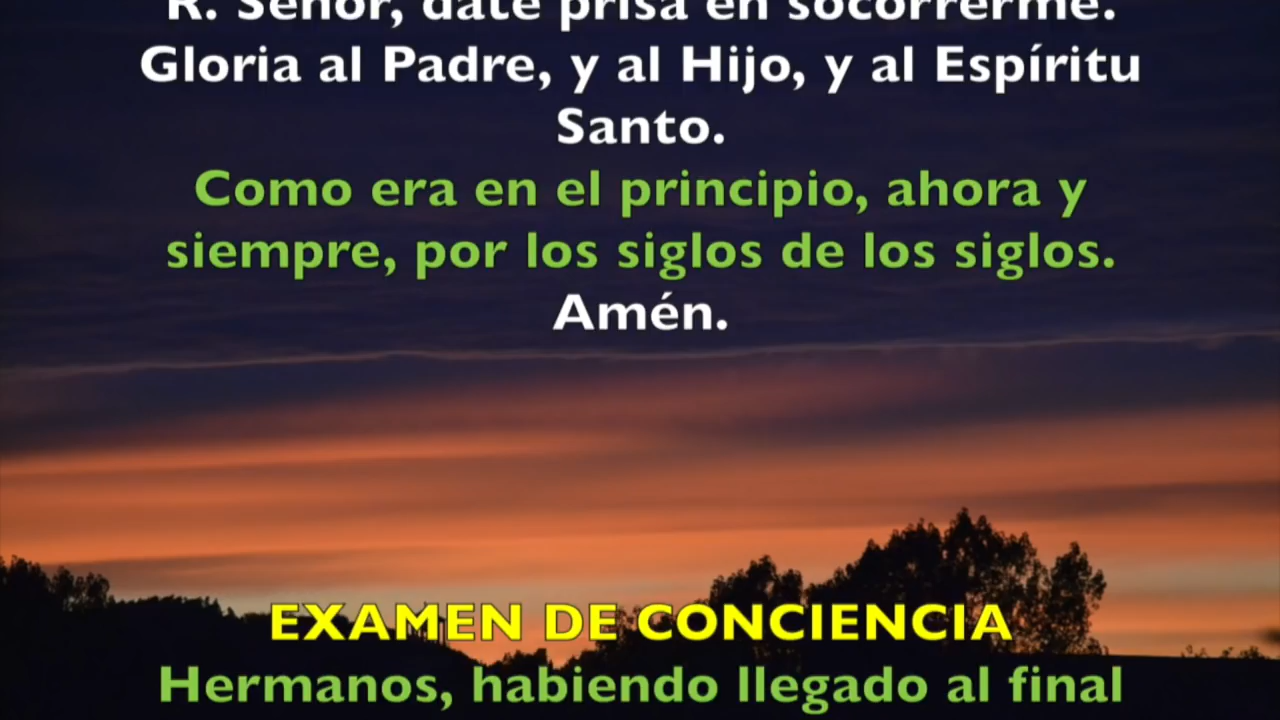 R. Señor, date prisa en socorrerme.
Gloria al Padre, y al Hijo, y al Espíritu
Santo.
Como era en el principio, ahora y
siempre, por los siglos de los siglos.
Amén.
EXAMEN DE CONCIENCIA
Hermanos, habiendo llegado al final